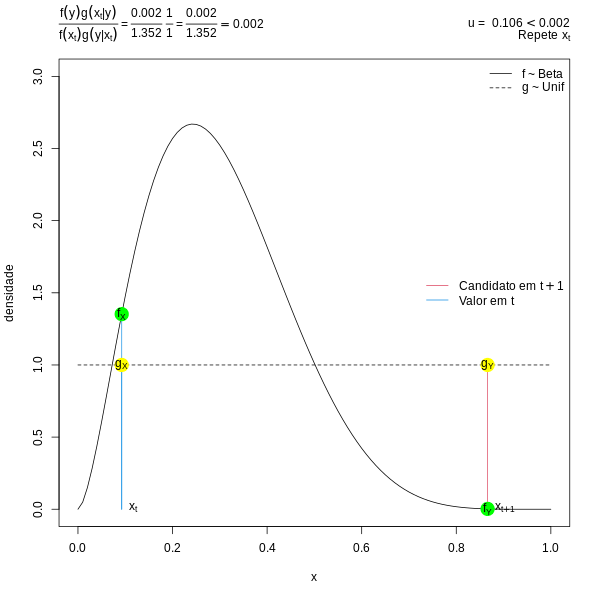 f(y)g(xₜ|y) / f(xₜ)g(y|xₜ) = 0.002 / 1.352 1 / 1 = 0.002 / 1.352 = 0.002
u = 0.106 < 0.002
Repete xₜ
f ~ Beta
g ~ Unif
Candidato em t + 1
Valor em t
densidade
3.0
2.5
2.0
1.5
1.0
0.5
0.0
fₓ
gₓ
gY
fY
xₜ
xₜ₊₁
0.0 0.2 0.4 0.6 0.8 1.0
x